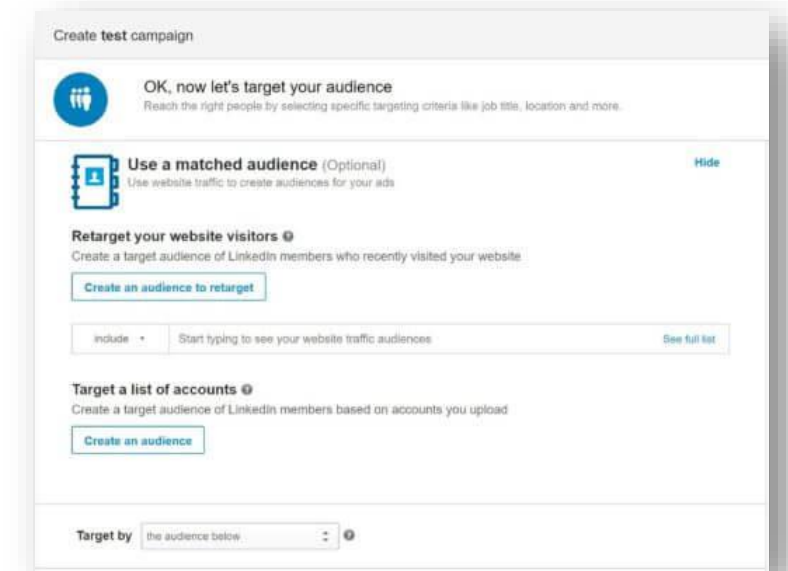 Create test campaign
OK, now let's target your audience
Reach the right people by selecting specific targeting criteria like job title, location and more.
Use a matched audience (Optional)
Hide
Use website traffic to create audiences for your ads
Retarget your website visitors
Create a target audience of LinkedIn members who recently visited your website
Create an audience to retarget
include Start typing to see your website traffic audiences See full list
Target a list of accounts
Create a target audience of LinkedIn members based on accounts you upload
Create an audience
Target by the audience below